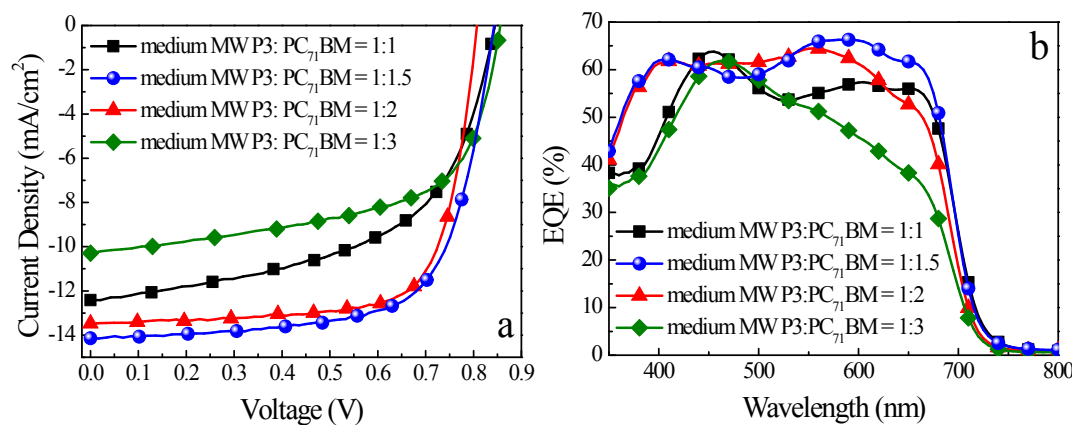 0
-2
-4
-6
-8
-10
-12
-14
Current Density (mA/cm²)
medium MW P3: PC₇₁BM = 1:1
medium MW P3: PC₇₁BM = 1:1.5
medium MW P3: PC₇₁BM = 1:2
medium MW P3: PC₇₁BM = 1:3
a
0.0 0.1 0.2 0.3 0.4 0.5 0.6 0.7 0.8 0.9
Voltage (V)
70
60
50
40
30
20
10
0
EQE (%)
b
medium MW P3:PC₇₁BM = 1:1
medium MW P3:PC₇₁BM = 1:1.5
medium MW P3:PC₇₁BM = 1:2
medium MW P3:PC₇₁BM = 1:3
400 500 600 700 800
Wavelength (nm)